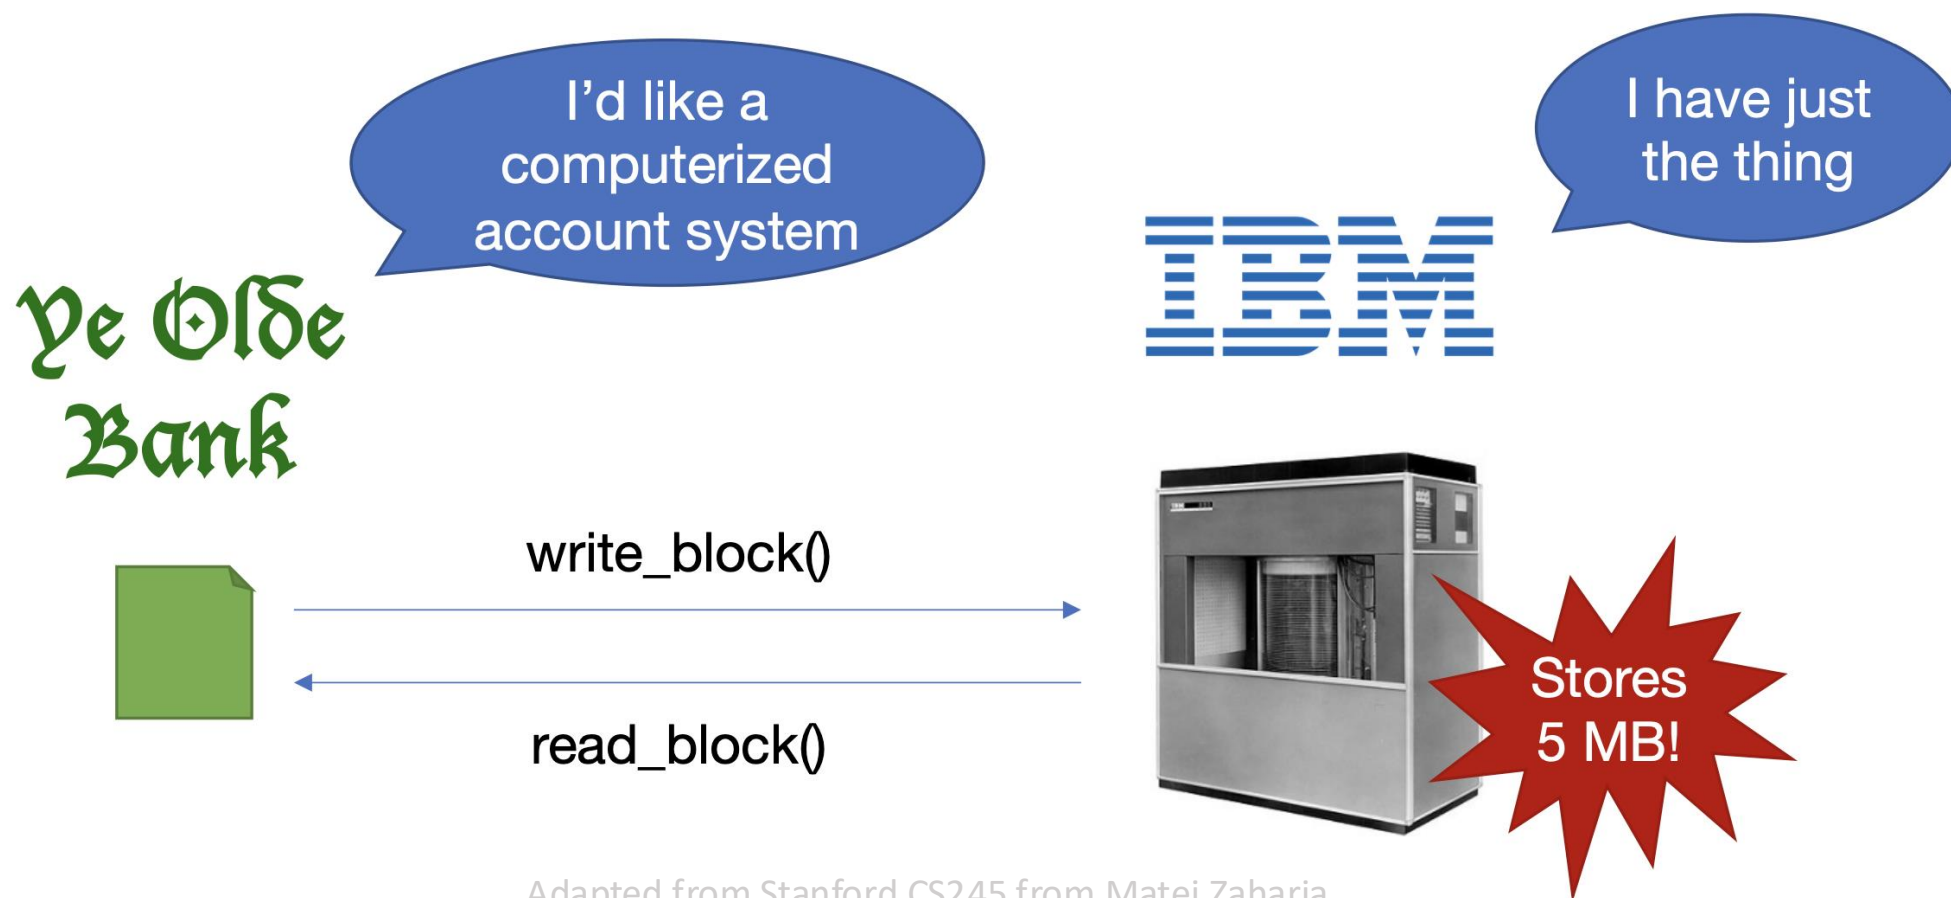 I'd like a
computerized
account system
I have just
the thing
IBM
Ye Olde
Bank
write_block()
read_block()
Stores
5 MB!
Adapted from Stanford CS245 from Matei Zaharia